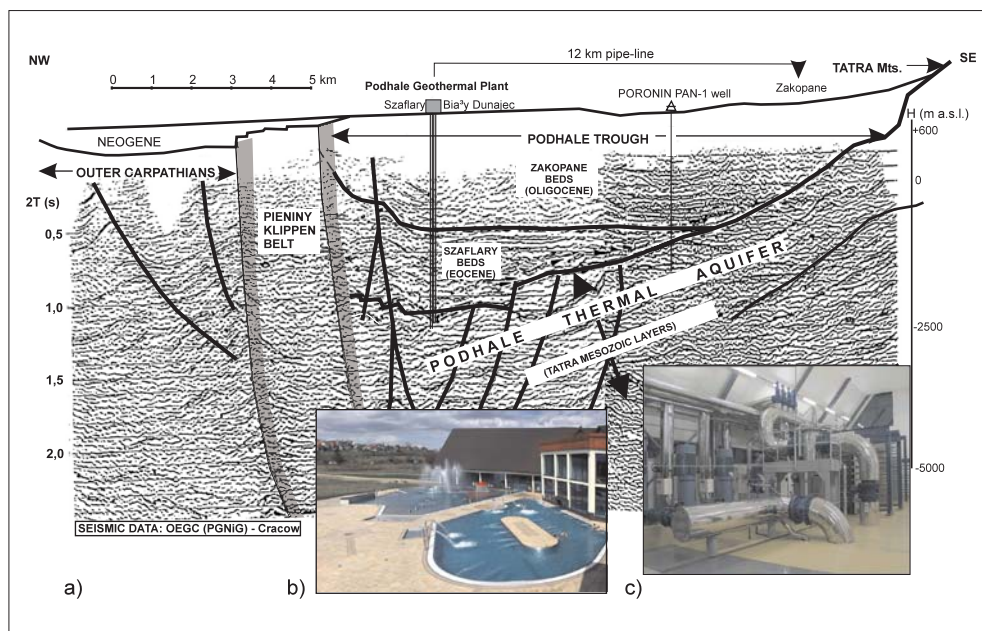 NW
12 km pipe-line
SE
TATRA Mts.
0 1 2 3 4 5 km
Podhale Geothermal Plant
Szaflary Bia³y Dunajec
PORONIN PAN-1 well
Zakopane
H (m a.s.l.)
+600
NEOGENE
PODHALE TROUGH
OUTER CARPATHIANS
ZAKOPANE
BEDS
(OLIGOCENE)
0
2T (s)
PIENINY
KLIPPEN
BELT
0,5
SZAFLARY
BEDS
(EOCENE)
PODHALE THERMAL AQUIFER
(TATRA MESOZOIC LAYERS)
1,0
-2500
1,5
2,0
-5000
SEISMIC DATA: OEGC (PGNiG) - Cracow
a)
b)
c)